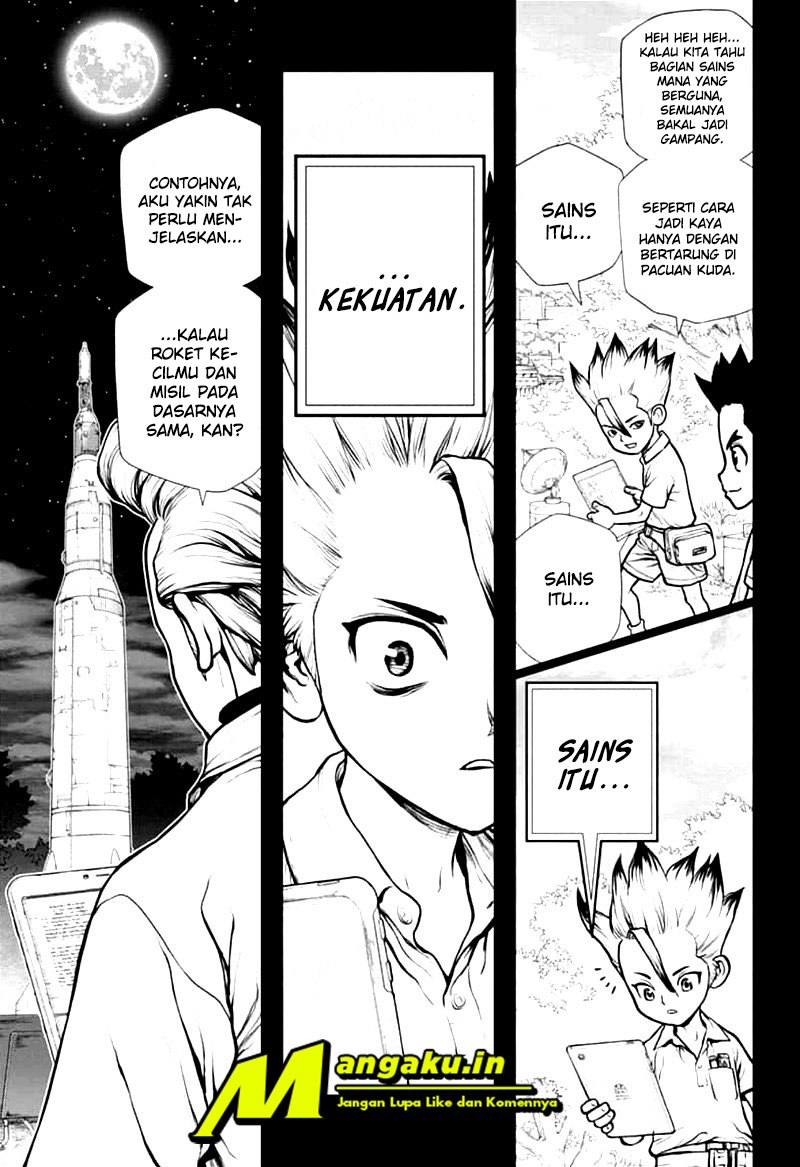 HEH HEH HEH...
KALAU KITA TAHU
BAGIAN SAINS
MANA YANG
BERGUNA,
SEMUANYA
BAKAL JADI
GAMPANG.
SEPERTI CARA
JADI KAYA
HANYA DENGAN
BERTARUNG DI
PACUAN KUDA.
SAINS
ITU...
SAINS
ITU...
SAINS
ITU...
...
KEKUATAN.
CONTOHNYA,
AKU YAKIN TAK
PERLU MEN-
JELASKAN...
...KALAU
ROKET KE-
CILMU DAN
MISIL PADA
DASARNYA
SAMA, KAN?
Mangaku.in
Jangan Lupa Like dan Komennya